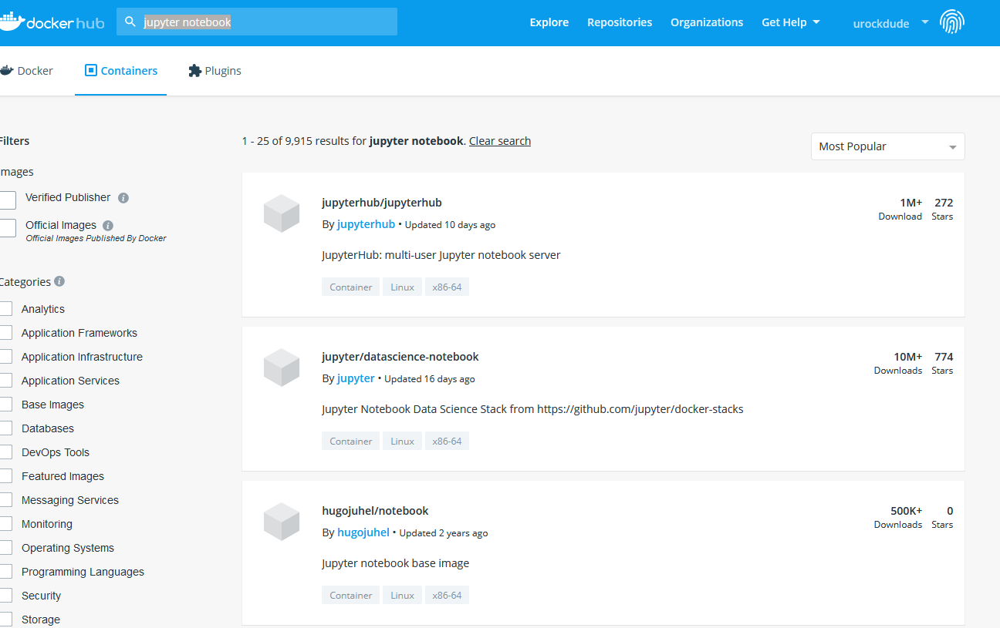 docker hub
jupyter notebook
Explore
Repositories
Organizations
Get Help
urockdude
Docker
Containers
Plugins
Filters
1 - 25 of 9,915 results for jupyter notebook. Clear search
Most Popular
mages
Verified Publisher
Official Images
Official Images Published By Docker
Categories
Analytics
Application Frameworks
Application Infrastructure
Application Services
Base Images
Databases
DevOps Tools
Featured Images
Messaging Services
Monitoring
Operating Systems
Programming Languages
Security
Storage
jupyterhub/jupyterhub
1M+ 272
By jupyterhub • Updated 10 days ago
Download Stars
JupyterHub: multi-user Jupyter notebook server
Container Linux x86-64
jupyter/datascience-notebook
10M+ 774
By jupyter • Updated 16 days ago
Downloads Stars
Jupyter Notebook Data Science Stack from https://github.com/jupyter/docker-stacks
Container Linux x86-64
hugojuhel/notebook
500K+ 0
By hugojuhel • Updated 2 years ago
Downloads Stars
Jupyter notebook base image
Container Linux x86-64